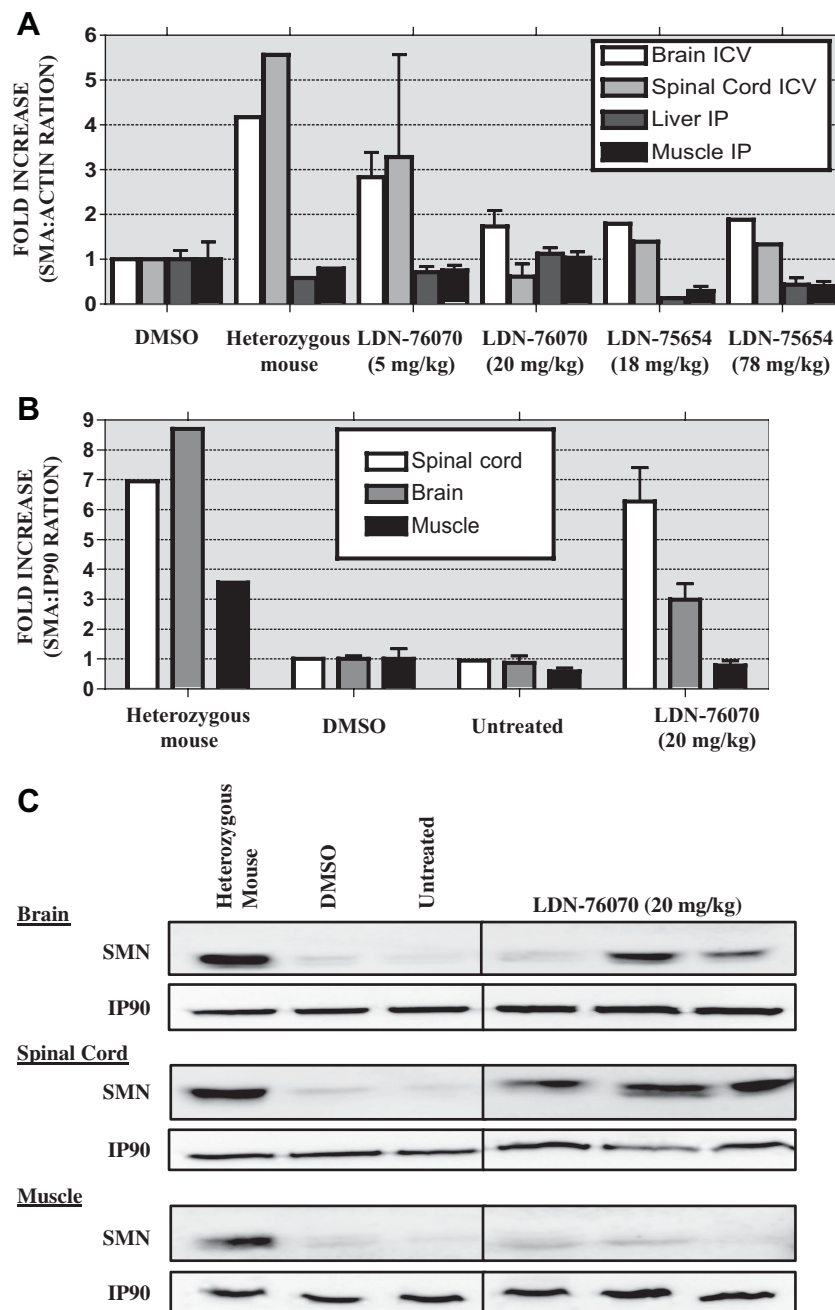 A
FOLD INCREASE
(SMA:ACTIN RATION)
6
5
4
3
2
1
0
Brain ICV
Spinal Cord ICV
Liver IP
Muscle IP
DMSO
Heterozygous
mouse
LDN-76070
(5 mg/kg)
LDN-76070
(20 mg/kg)
LDN-75654
(18 mg/kg)
LDN-75654
(78 mg/kg)
B
FOLD INCREASE
(SMA:IP90 RATION)
9
8
7
6
5
4
3
2
1
0
Spinal cord
Brain
Muscle
Heterozygous
mouse
DMSO
Untreated
LDN-76070
(20 mg/kg)
C
Heterozygous
Mouse
DMSO
Untreated
LDN-76070 (20 mg/kg)
Brain
SMN
IP90
Spinal Cord
SMN
IP90
Muscle
SMN
IP90